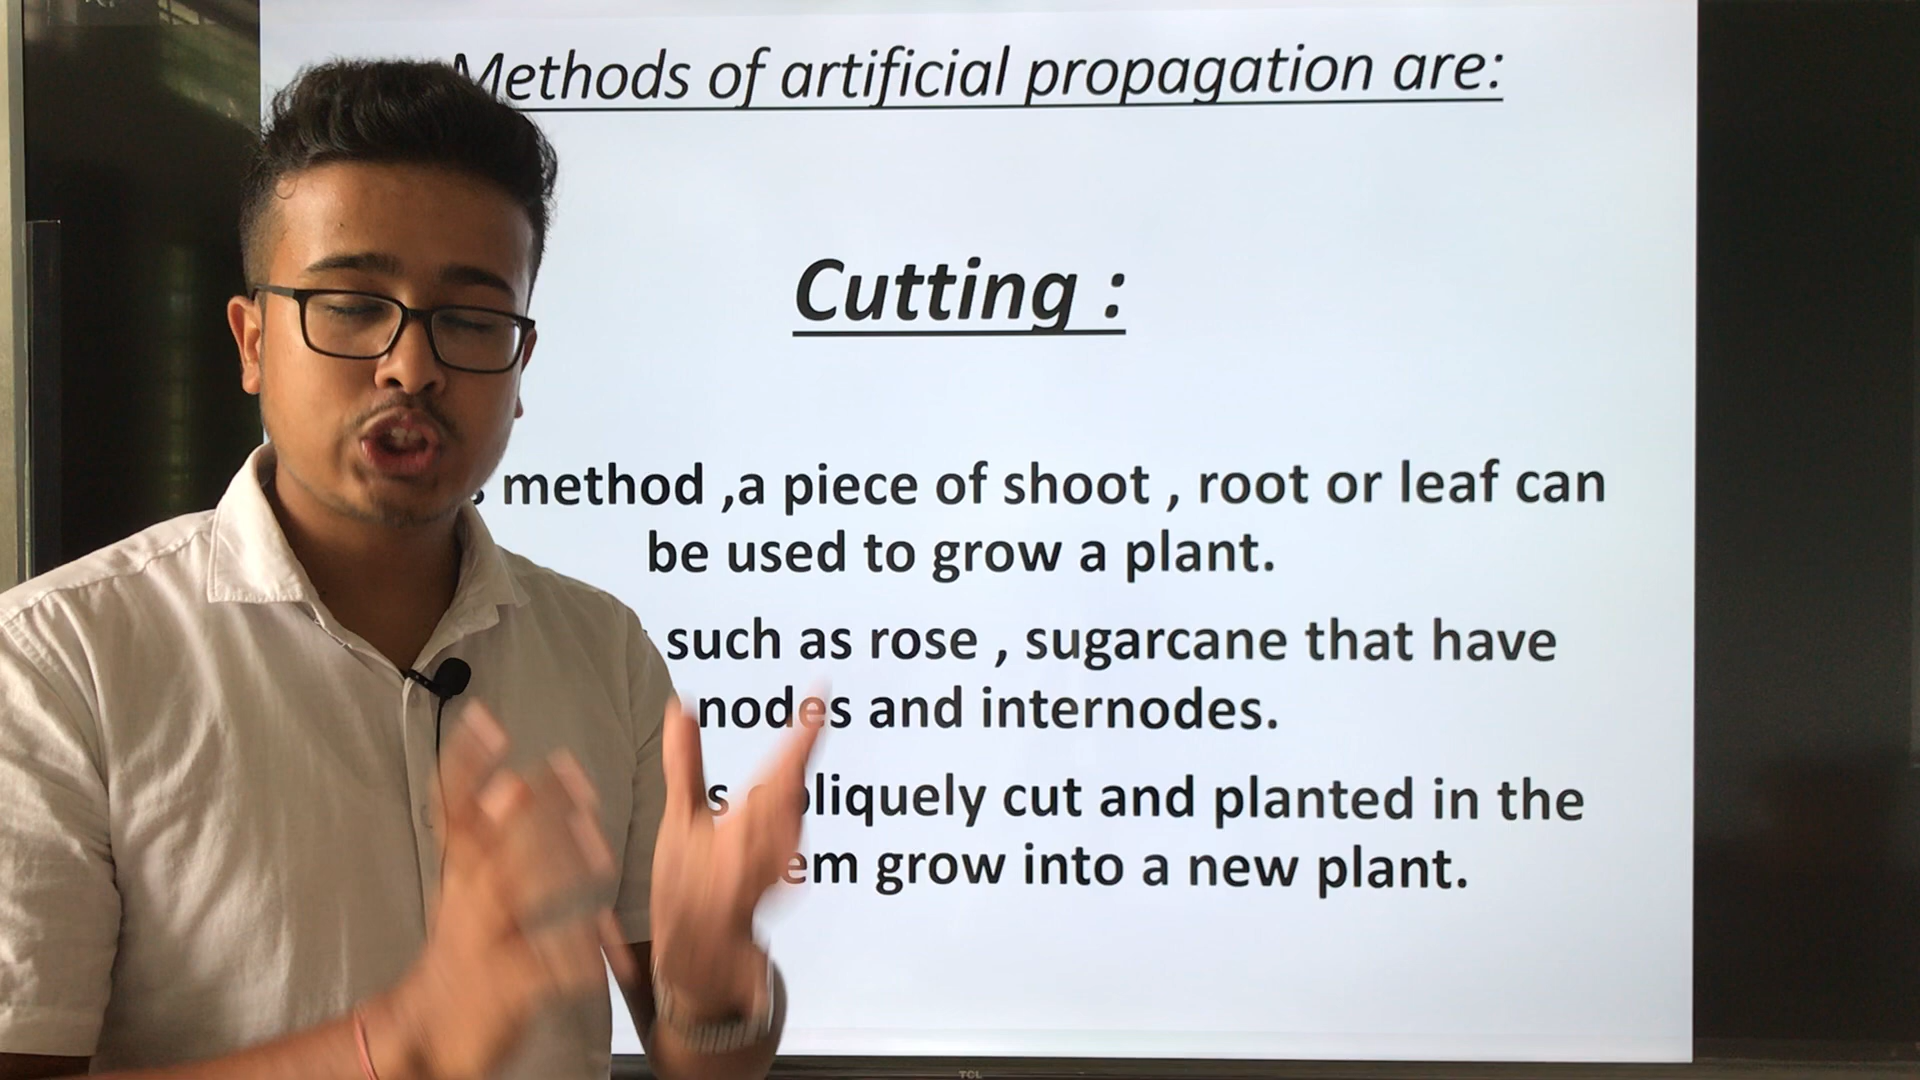 Methods of artificial propagation are:
Cutting :
method ,a piece of shoot , root or leaf can
be used to grow a plant.
such as rose , sugarcane that have
nodes and internodes.
cut and planted in the
grow into a new plant.
TCL